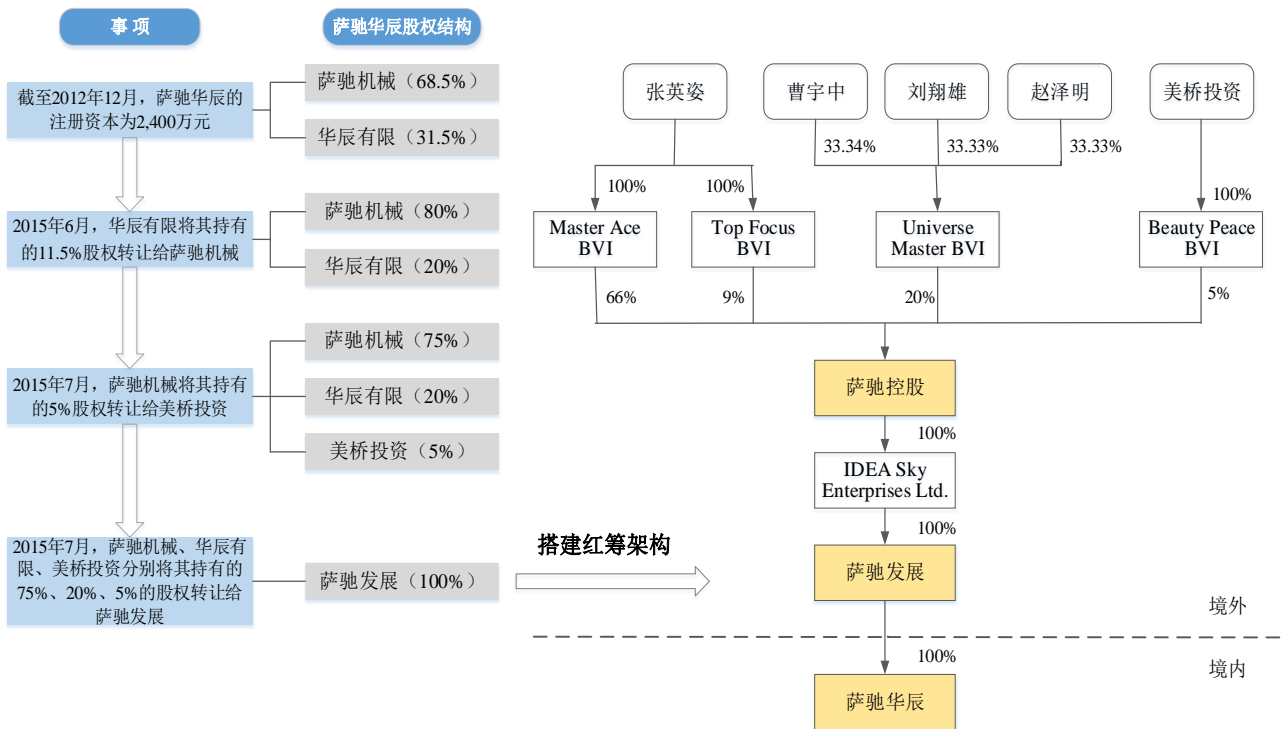 事 项
萨驰华辰股权结构
截至2012年12月，萨驰华辰的
注册资本为2,400万元
萨驰机械（68.5%）
华辰有限（31.5%）
2015年6月，华辰有限将其持有
的11.5%股权转让给萨驰机械
萨驰机械（80%）
华辰有限（20%）
2015年7月，萨驰机械将其持有
的5%股权转让给美桥投资
萨驰机械（75%）
华辰有限（20%）
美桥投资（5%）
2015年7月，萨驰机械、华辰有
限、美桥投资分别将其持有的
75%、20%、5%的股权转让给
萨驰发展
萨驰发展（100%）
搭建红筹架构
张英姿
曹宇中
刘翔雄
赵泽明
美桥投资
33.34%
33.33%
33.33%
100%
100%
100%
Master Ace
BVI
Top Focus
BVI
Universe
Master BVI
Beauty Peace
BVI
66%
9%
20%
5%
萨驰控股
100%
IDEA Sky
Enterprises Ltd.
100%
萨驰发展
境外
境内
100%
萨驰华辰